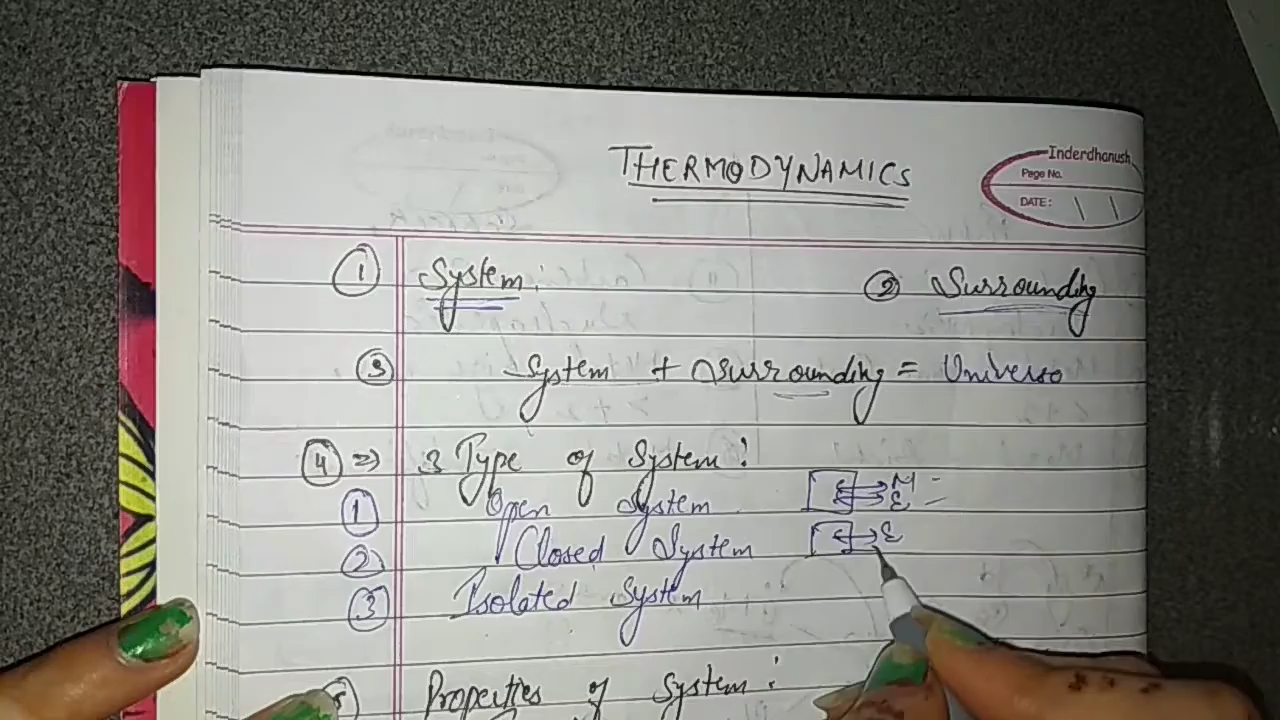 THERMODYNAMICS
Inderdhanush
Page No.
DATE:
① System: ② Surrounding
③ System + Surrounding = Universe
④ => 3 Type of System:
① Open System M
E
② Closed System E
③ Isolated System
Properties of System: